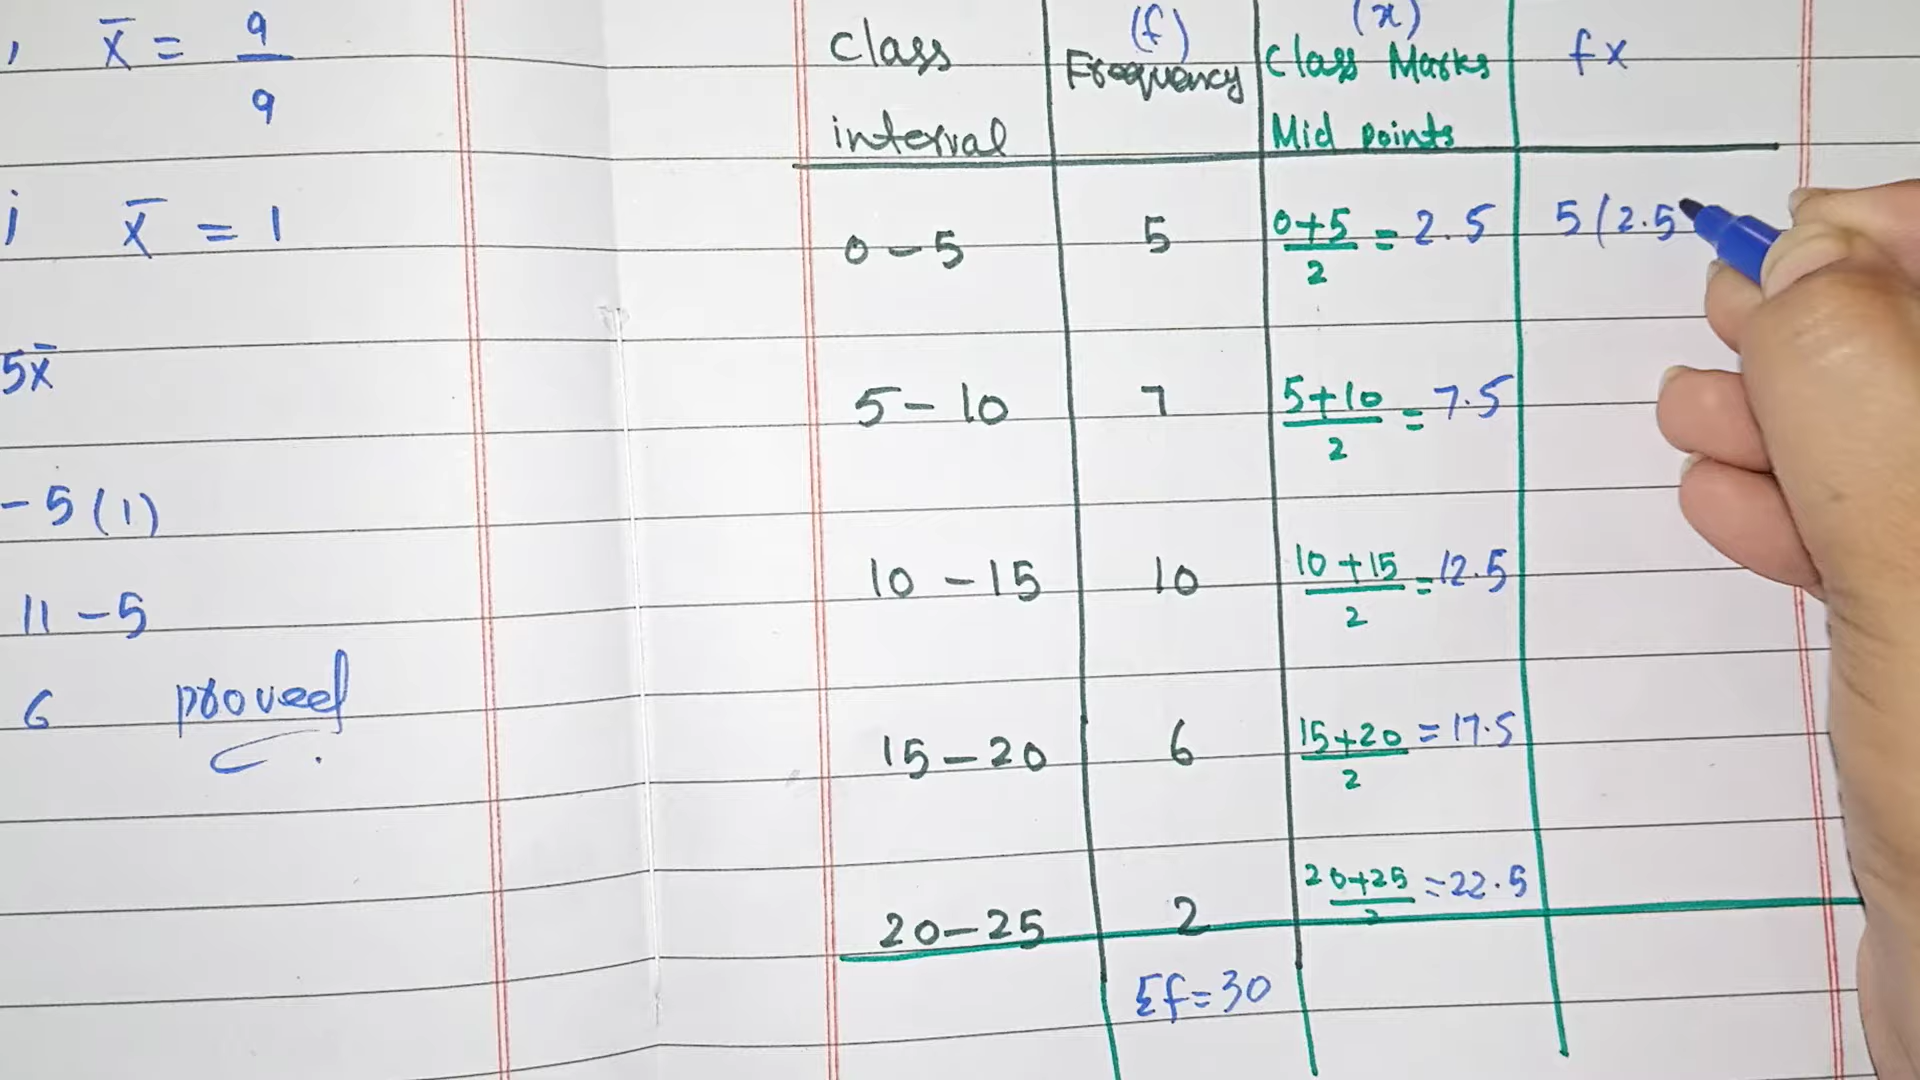 , x̄ = 9/9
j x̄ = 1
5x̄
- 5 (1)
11 - 5
6 proved
Class interval (f) Frequency (x) Class Marks Mid points fx
0 - 5 5 0+5/2 = 2.5 5(2.5
5 - 10 7 5+10/2 = 7.5
10 - 15 10 10+15/2 = 12.5
15 - 20 6 15+20/2 = 17.5
20 - 25 2 20+25/2 = 22.5
Σf = 30